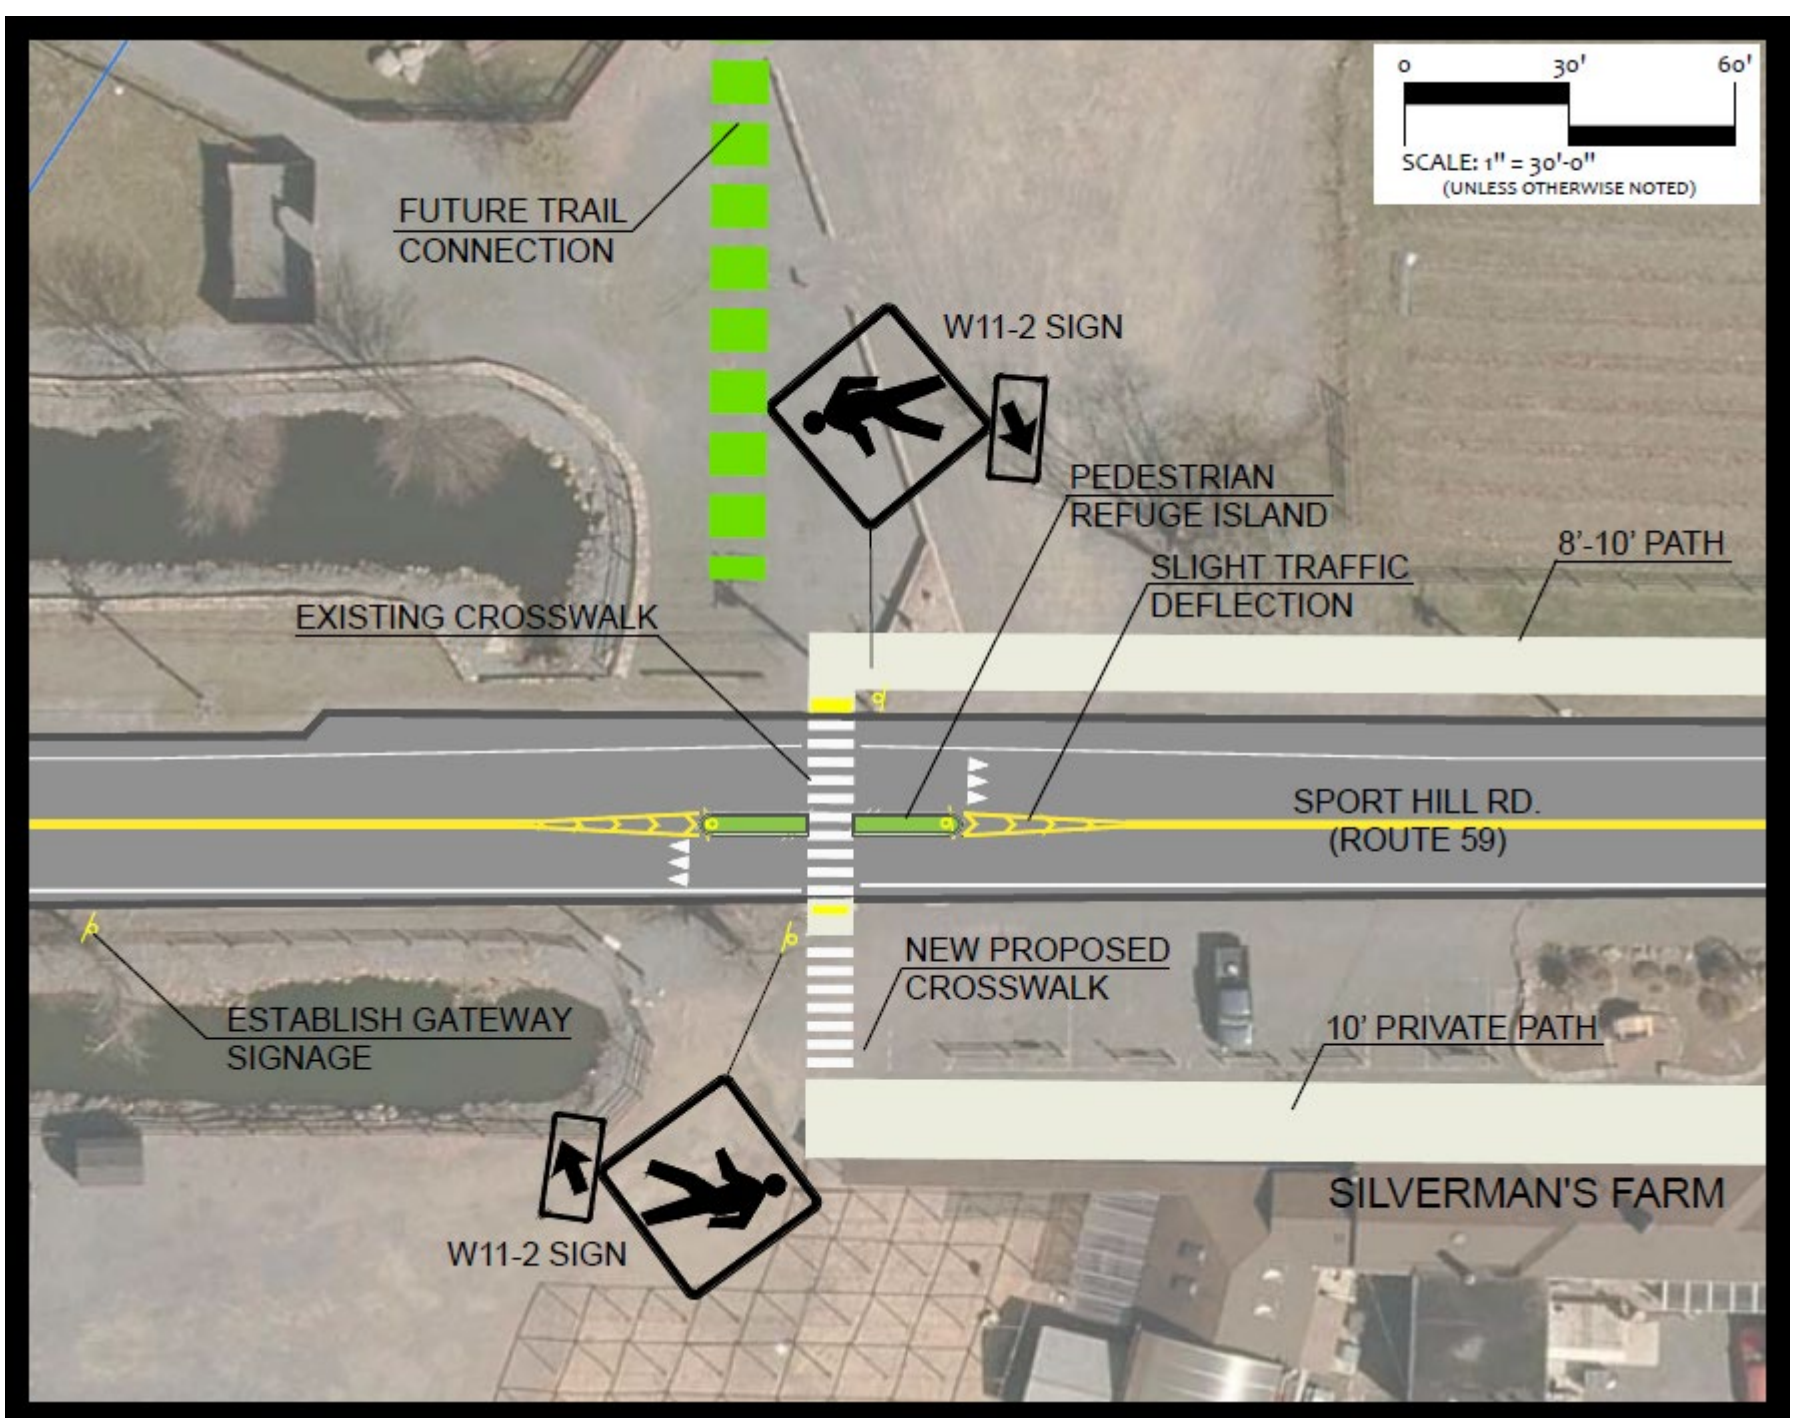 0 30' 60'
SCALE: 1" = 30'-0"
(UNLESS OTHERWISE NOTED)
FUTURE TRAIL
CONNECTION
W11-2 SIGN
PEDESTRIAN
REFUGE ISLAND
8'-10' PATH
SLIGHT TRAFFIC
DEFLECTION
EXISTING CROSSWALK
SPORT HILL RD.
(ROUTE 59)
NEW PROPOSED
CROSSWALK
ESTABLISH GATEWAY
SIGNAGE
10' PRIVATE PATH
SILVERMAN'S FARM
W11-2 SIGN